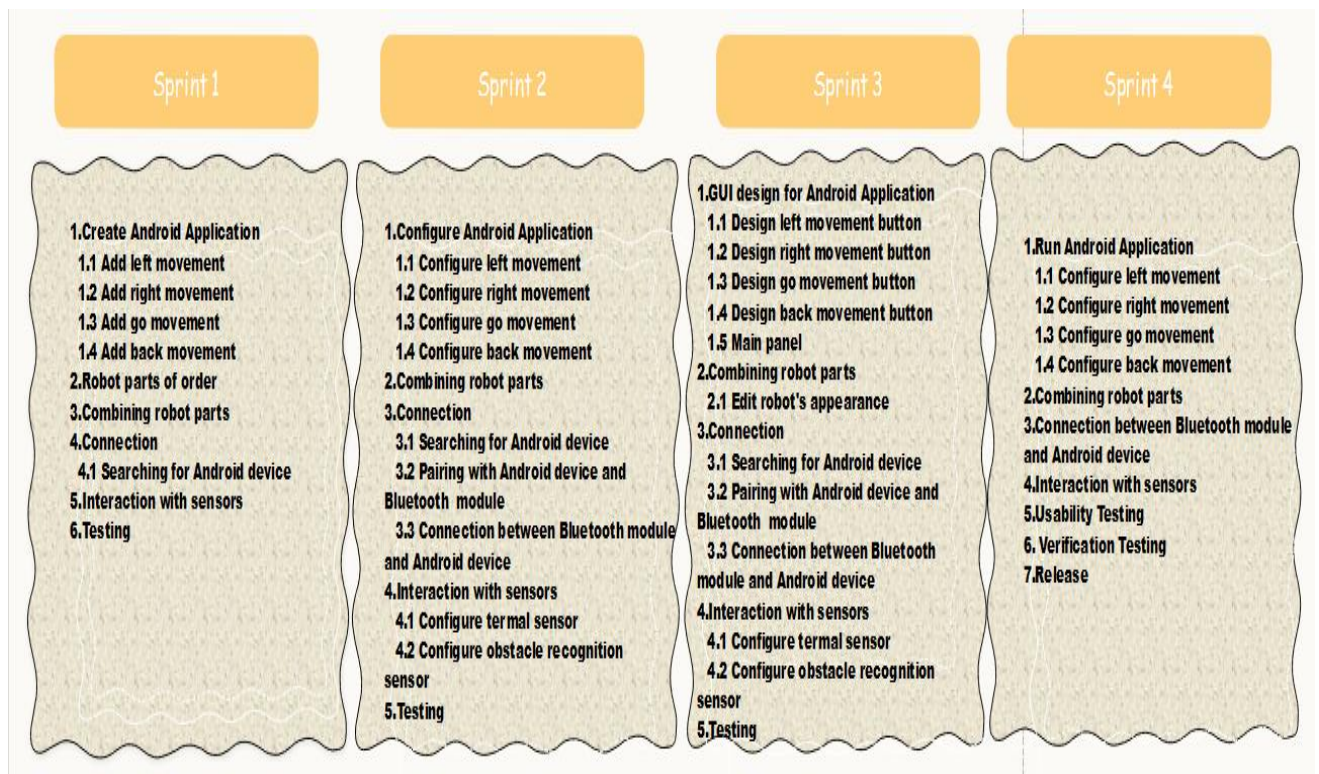 Sprint 1
1.Create Android Application
1.1 Add left movement
1.2 Add right movement
1.3 Add go movement
1.4 Add back movement
2.Robot parts of order
3.Combining robot parts
4.Connection
4.1 Searching for Android device
5.Interaction with sensors
6.Testing
Sprint 2
1.Configure Android Application
1.1 Configure left movement
1.2 Configure right movement
1.3 Configure go movement
1.4 Configure back movement
2.Combining robot parts
3.Connection
3.1 Searching for Android device
3.2 Pairing with Android device and
Bluetooth module
3.3 Connection between Bluetooth module
and Android device
4.Interaction with sensors
4.1 Configure termal sensor
4.2 Configure obstacle recognition
sensor
5.Testing
Sprint 3
1.GUI design for Android Application
1.1 Design left movement button
1.2 Design right movement button
1.3 Design go movement button
1.4 Design back movement button
1.5 Main panel
2.Combining robot parts
2.1 Edit robot's appearance
3.Connection
3.1 Searching for Android device
3.2 Pairing with Android device and
Bluetooth module
3.3 Connection between Bluetooth
module and Android device
4.Interaction with sensors
4.1 Configure termal sensor
4.2 Configure obstacle recognition
sensor
5.Testing
Sprint 4
1.Run Android Application
1.1 Configure left movement
1.2 Configure right movement
1.3 Configure go movement
1.4 Configure back movement
2.Combining robot parts
3.Connection between Bluetooth module
and Android device
4.Interaction with sensors
5.Usability Testing
6. Verification Testing
7.Release